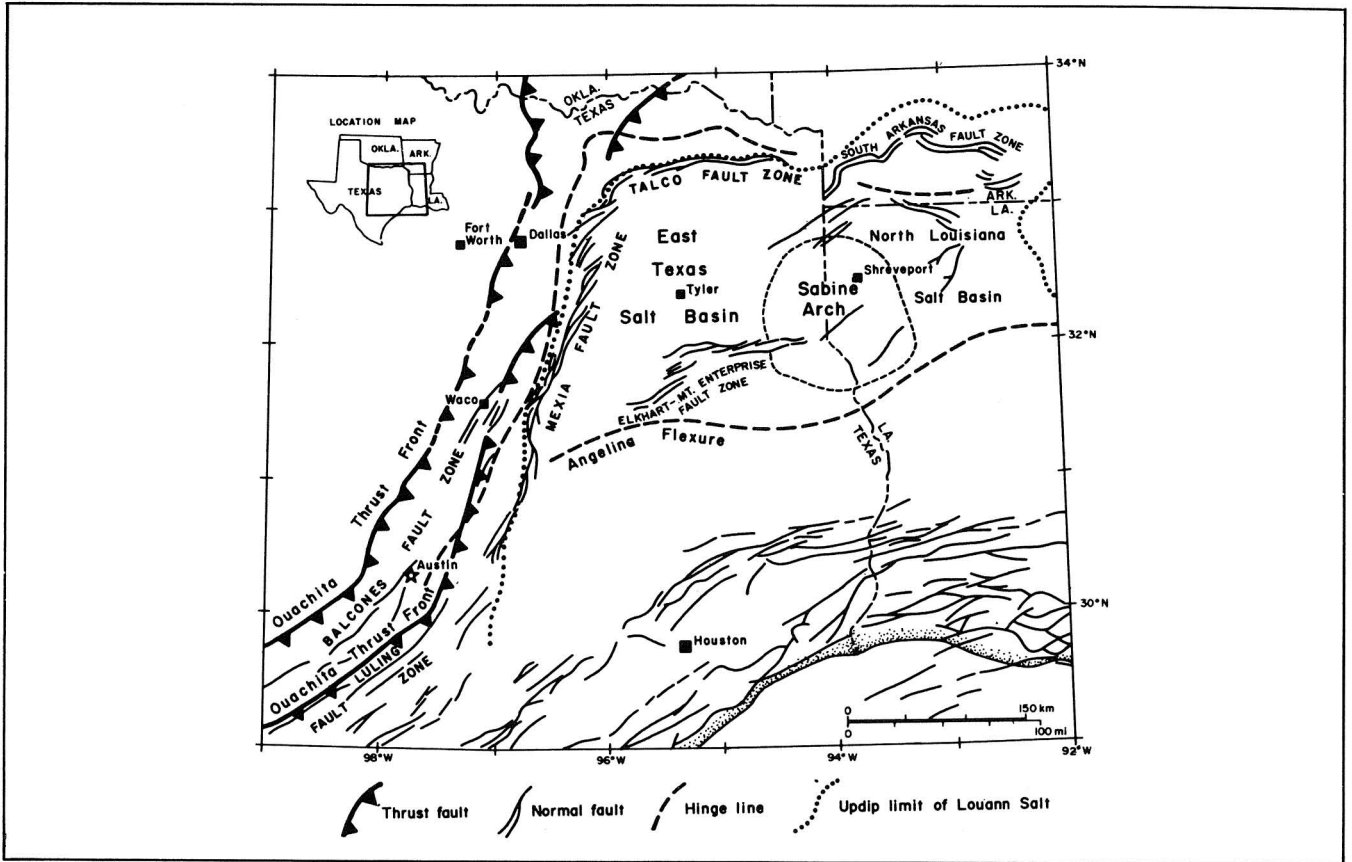 34°N
LOCATION MAP
OKLA.
ARK.
TEXAS
LA.
OKLA.
TEXAS
SOUTH ARKANSAS FAULT ZONE
TALCO FAULT ZONE
ARK.
LA.
Fort
Worth
Dallas
East
Texas
Tyler
Salt Basin
North Louisiana
Shreveport
Salt Basin
Sabine
Arch
32°N
MEXIA FAULT ZONE
ELKHART-MT. ENTERPRISE
FAULT ZONE
Waco
Angelina Flexure
LA.
TEXAS
Ouachita Thrust Front
BALCONES FAULT ZONE
Austin
Ouachita-Thrust Front
LULING
FAULT ZONE
30°N
Houston
0 150 km
0 100 mi
98°W
96°W
94°W
92°W
Thrust fault
Normal fault
Hinge line
Updip limit of Louann Salt